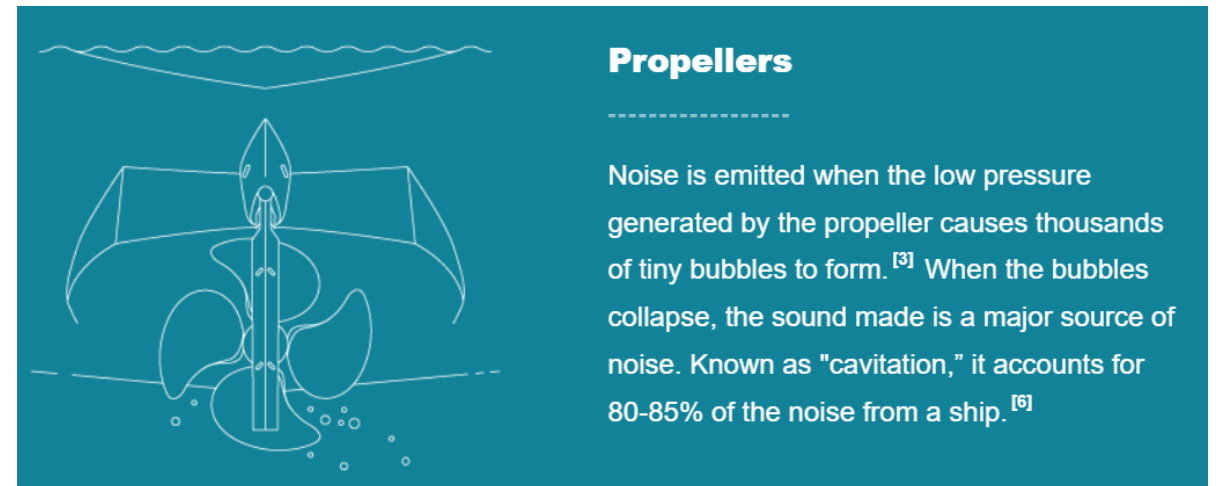 Propellers
Noise is emitted when the low pressure
generated by the propeller causes thousands
of tiny bubbles to form. [3] When the bubbles
collapse, the sound made is a major source of
noise. Known as "cavitation,” it accounts for
80-85% of the noise from a ship. [6]